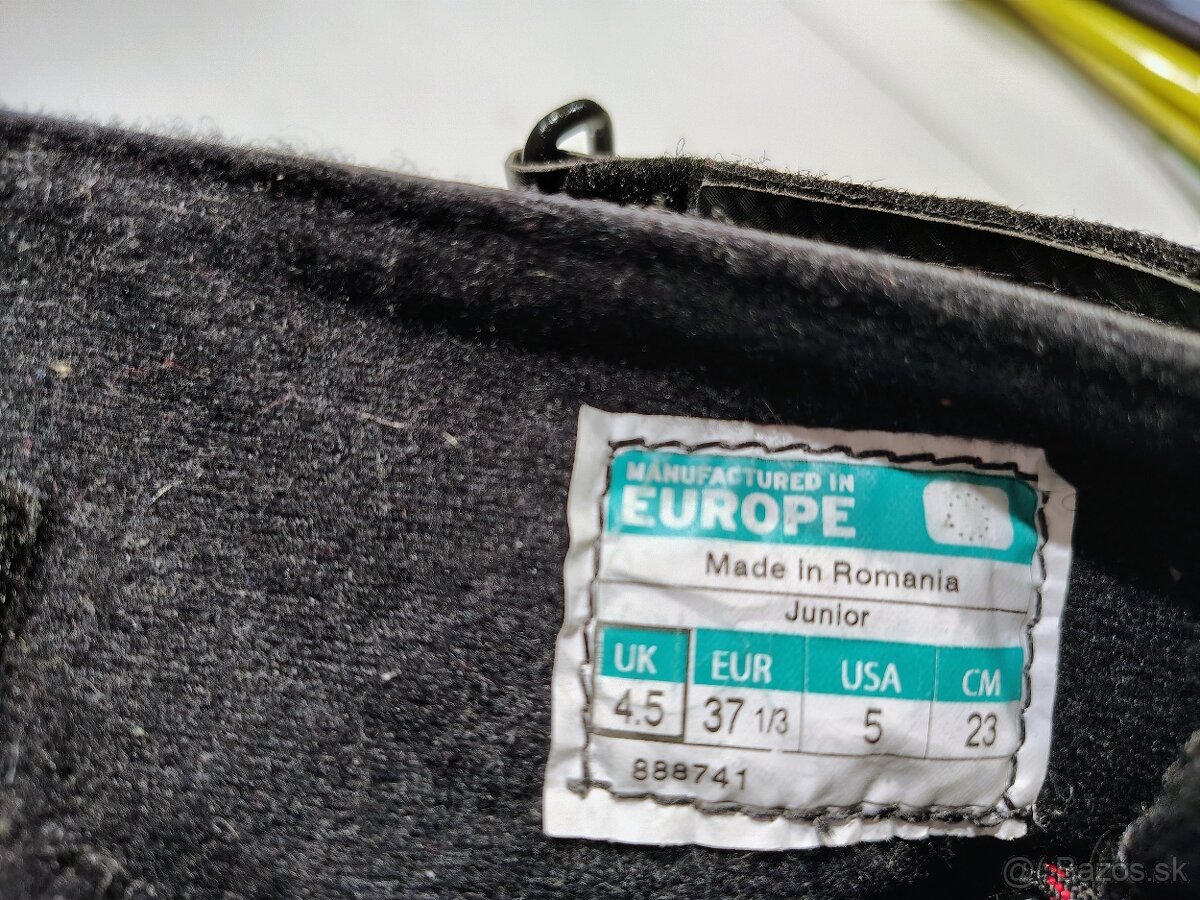 MANUFACTURED IN
EUROPE
Made in Romania
Junior
UK EUR USA CM
4.5 37 1/3 5 23
888741
@Bazos.sk